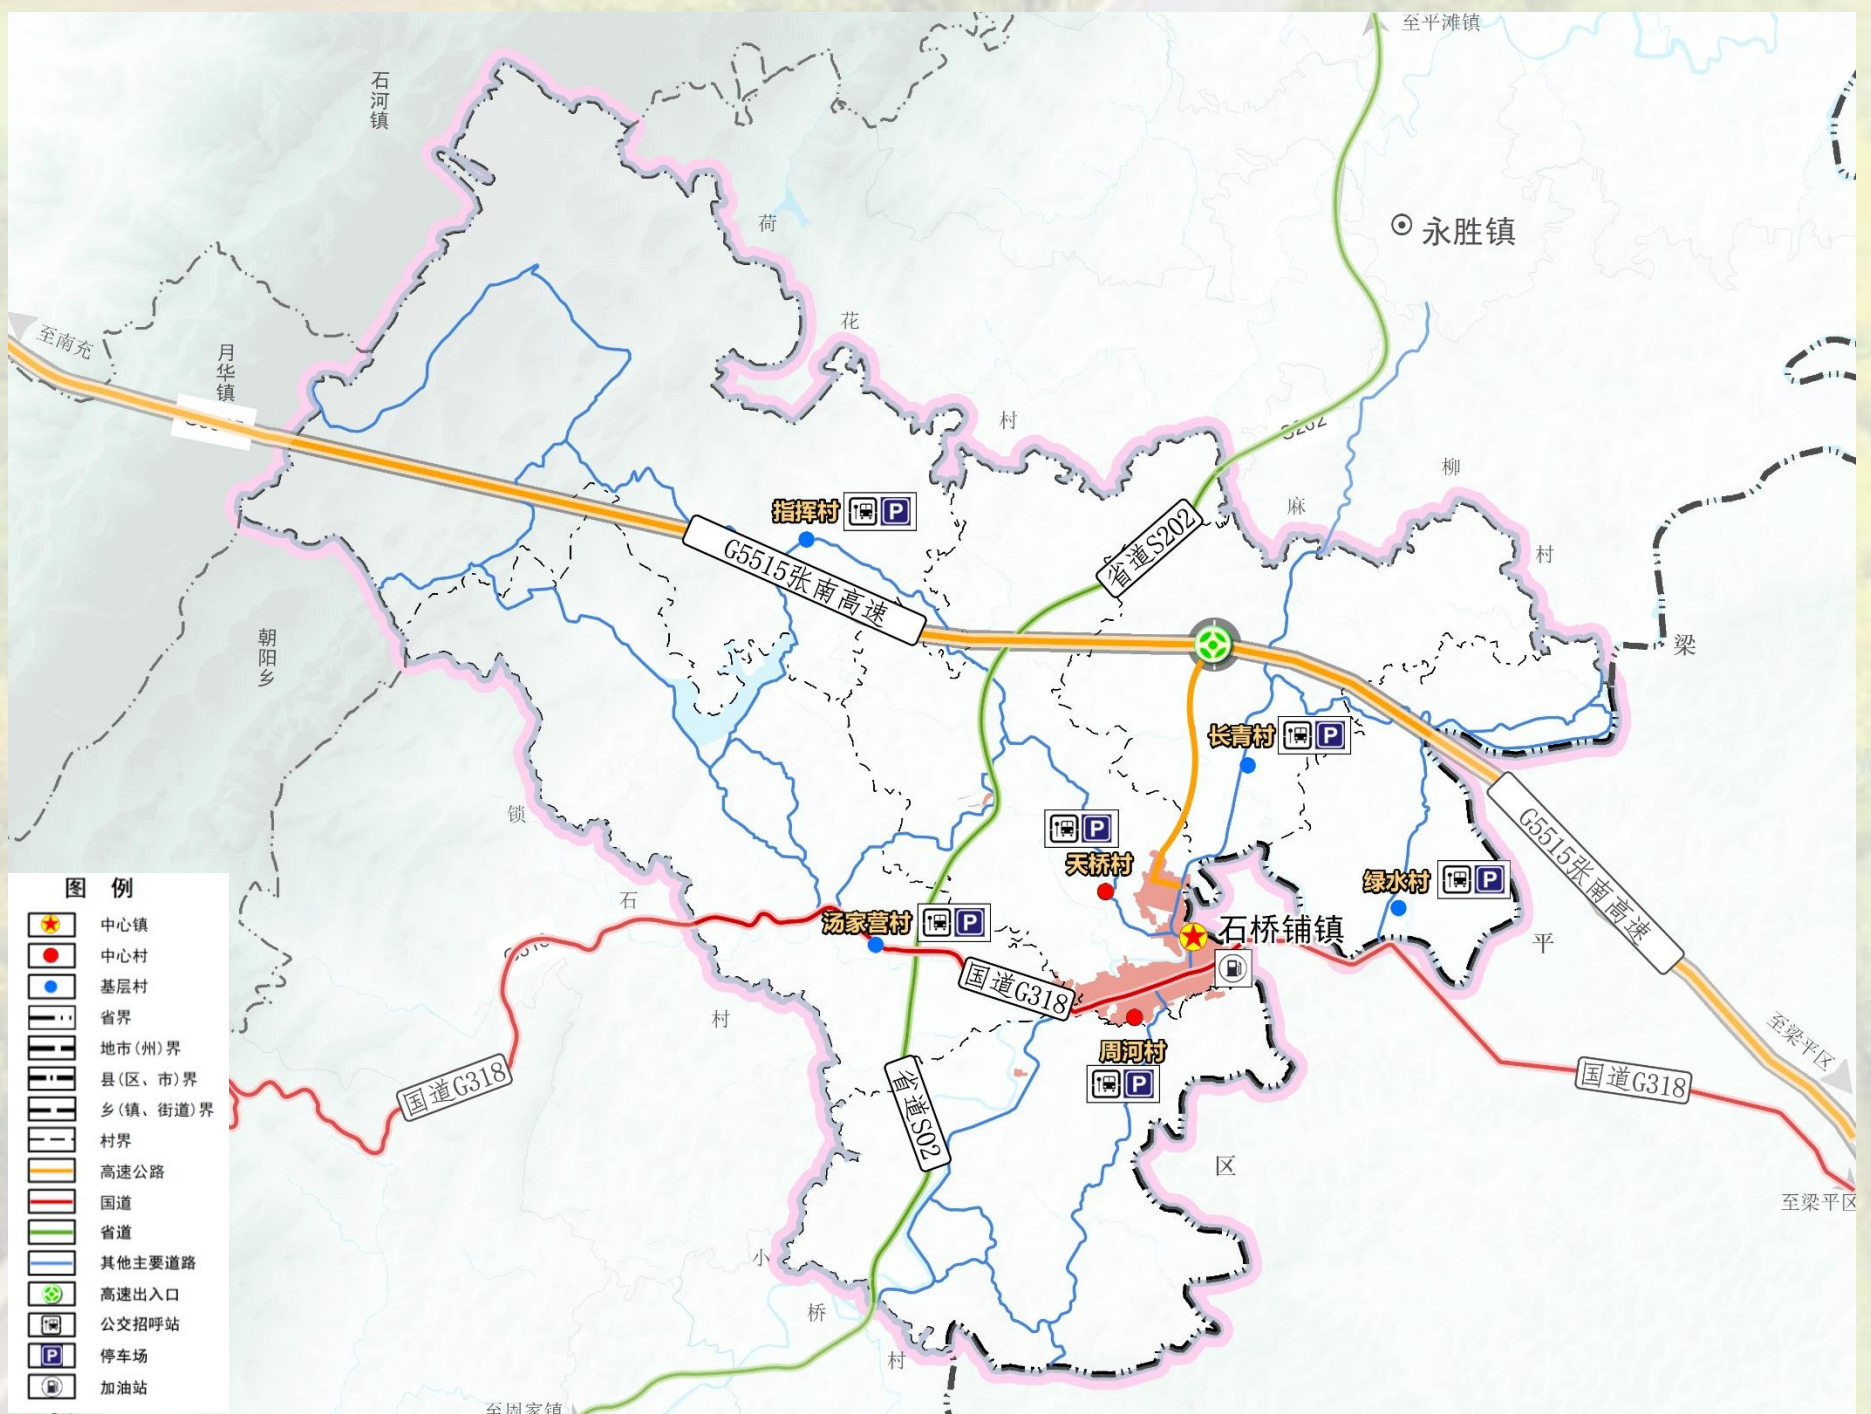 至平滩镇
石河镇
荷
永胜镇
至南充
月华镇
花
村
S202
柳
麻
村
指挥村
P
G5515张南高速
省道S202
朝阳乡
梁
长青村
P
锁
P
天桥村
G5515张南高速
绿水村
P
石
汤家营村
P
石桥铺镇
平
国道G318
村
周河村
P
至梁平区
国道G318
国道G318
省道S02
区
至梁平区
小
桥
村
至周家镇
图 例
中心镇
中心村
基层村
省界
地市(州)界
县(区、市)界
乡(镇、街道)界
村界
高速公路
国道
省道
其他主要道路
高速出入口
公交招呼站
P
停车场
加油站